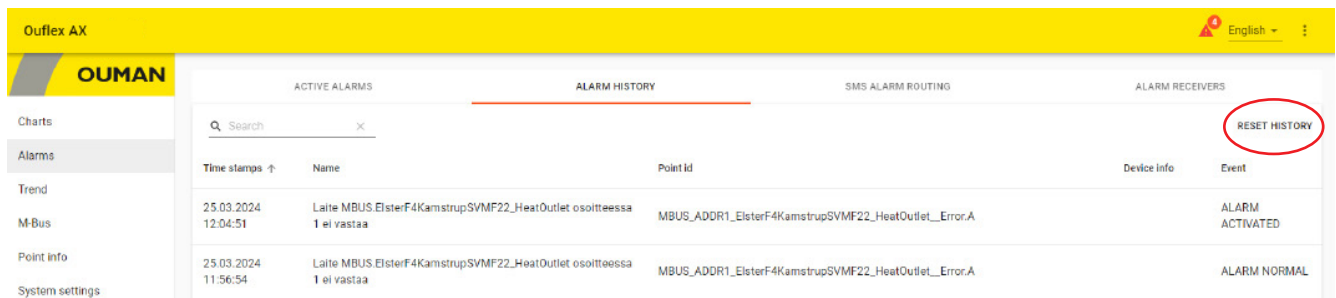 Ouflex AX
4
English
OUMAN
ACTIVE ALARMS
ALARM HISTORY
SMS ALARM ROUTING
ALARM RECEIVERS
Charts
Search
RESET HISTORY
Alarms
Time stamps
Name
Point id
Device info
Event
Trend
25.03.2024
12:04:51
Laite MBUS.ElsterF4KamstrupSVMF22_HeatOutlet osoitteessa
1 ei vastaa
MBUS_ADDR1_ElsterF4KamstrupSVMF22_HeatOutlet__Error.A
ALARM
ACTIVATED
M-Bus
Point info
25.03.2024
11:56:54
Laite MBUS.ElsterF4KamstrupSVMF22_HeatOutlet osoitteessa
1 ei vastaa
MBUS_ADDR1_ElsterF4KamstrupSVMF22_HeatOutlet__Error.A
ALARM NORMAL
System settings